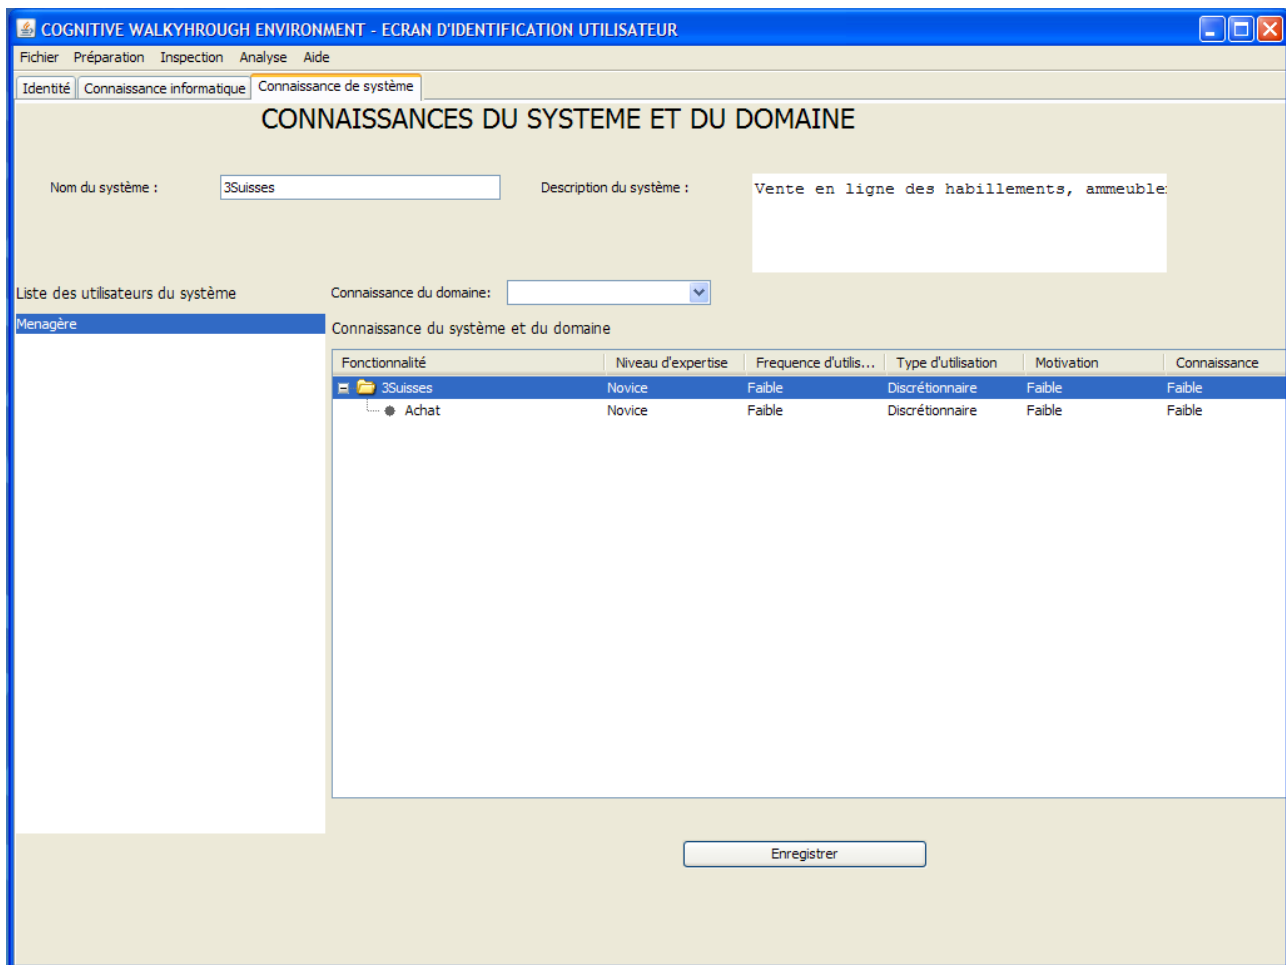 COGNITIVE WALKYHROUGH ENVIRONMENT - ECRAN D'IDENTIFICATION UTILISATEUR
Fichier Préparation Inspection Analyse Aide
Identité Connaissance informatique Connaissance de système
CONNAISSANCES DU SYSTEME ET DU DOMAINE
Nom du système : 3Suisses Description du système : Vente en ligne des habillements, ammeuble
Liste des utilisateurs du système Connaissance du domaine:
Menagère Connaissance du système et du domaine
Fonctionnalité Niveau d'expertise Frequence d'utilis... Type d'utilisation Motivation Connaissance
3Suisses Novice Faible Discrétionnaire Faible Faible
Achat Novice Faible Discrétionnaire Faible Faible
Enregistrer